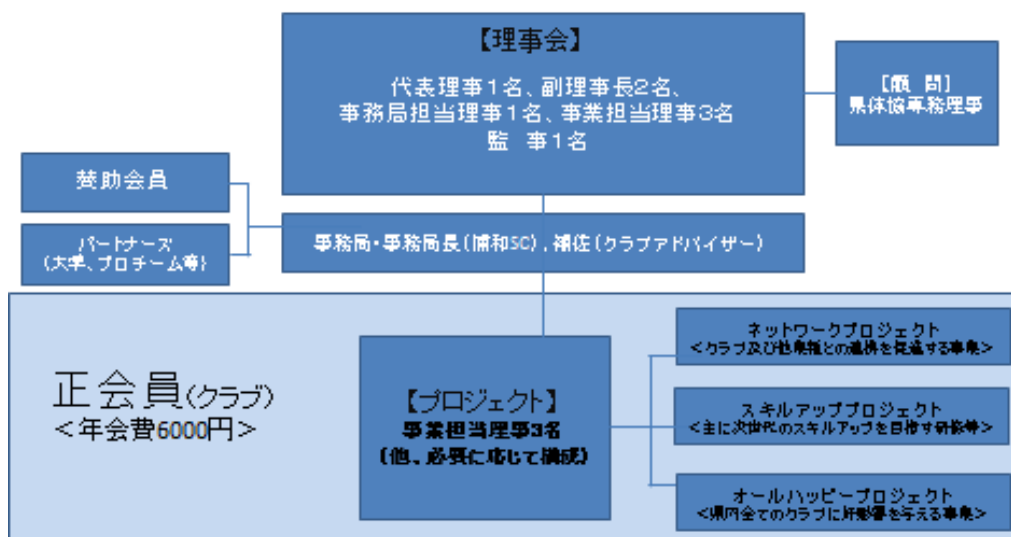 【理事会】
代表理事1名、副理事長2名、
事務局担当理事1名、事業担当理事3名
監 事1名
[顧 問]
県体協専務理事
賛助会員
パートナーズ
(大学、プロチーム等)
事務局・事務局長(浦和SC)、補佐(クラブアドバイザー)
正会員(クラブ)
<年会費6000円>
【プロジェクト】
事業担当理事3名
(他、必要に応じて構成)
ネットワークプロジェクト
<クラブ及び他業種との連携を促進する事業>
スキルアッププロジェクト
<主に次世代のスキルアップを目指す研修等>
オールハッピープロジェクト
<県内全てのクラブに好影響を与える事業>